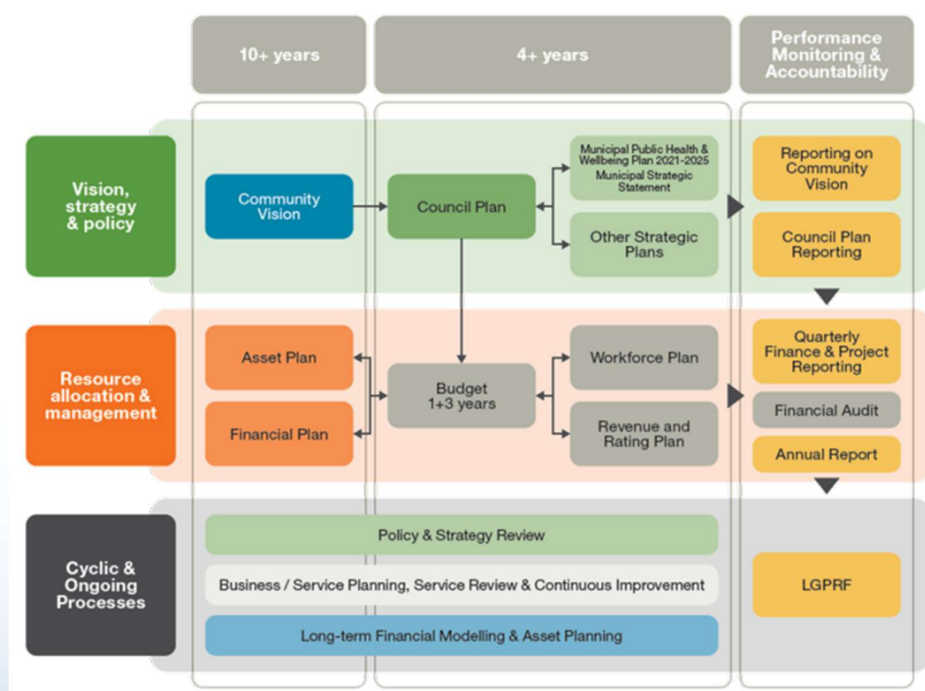 10+ years
4+ years
Performance
Monitoring &
Accountability
Vision,
strategy
& policy
Community
Vision
Council Plan
Municipal Public Health &
Wellbeing Plan 2021-2025
Municipal Strategic
Statement
Other Strategic
Plans
Reporting on
Community
Vision
Council Plan
Reporting
Resource
allocation &
management
Asset Plan
Financial Plan
Budget
1+3 years
Workforce Plan
Revenue and
Rating Plan
Quarterly
Finance & Project
Reporting
Financial Audit
Annual Report
Cyclic &
Ongoing
Processes
Policy & Strategy Review
Business / Service Planning, Service Review & Continuous Improvement
Long-term Financial Modelling & Asset Planning
LGPRF